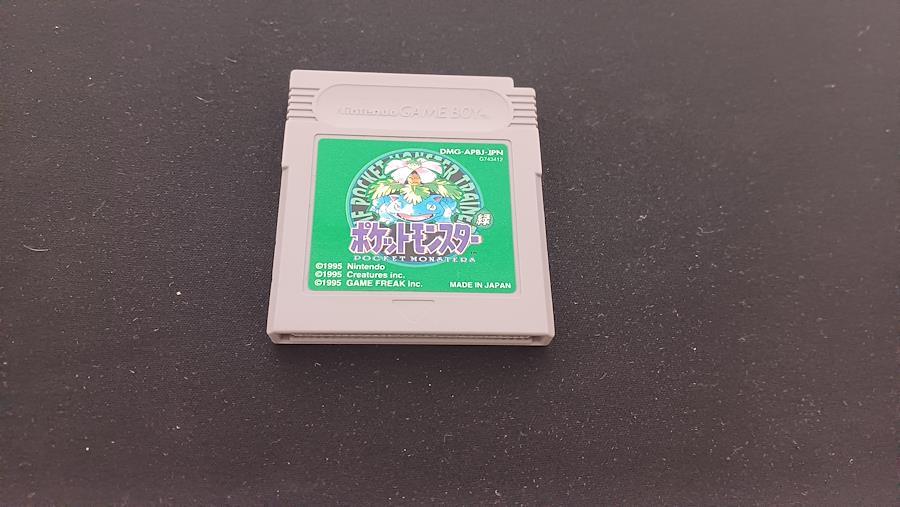 Nintendo GAME BOY
DMG-APBJ-JPN
G743412
POCKET MONSTER TRAINER
緑
ポケットモンスター
POCKET MONSTERS
©1995 Nintendo
©1995 Creatures inc.
©1995 GAME FREAK inc.
MADE IN JAPAN